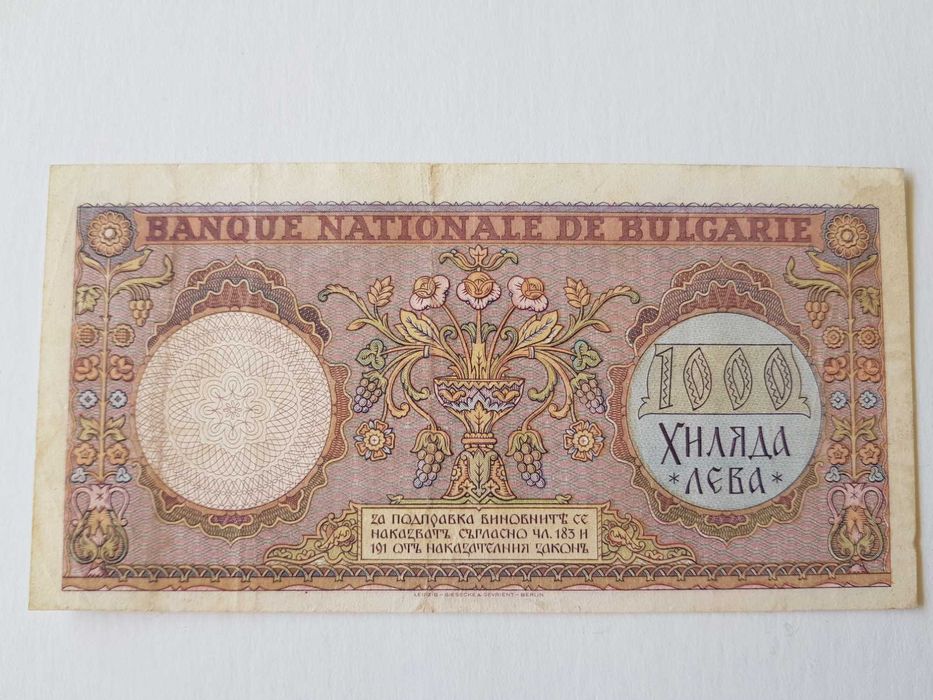 BANQUE NATIONALE DE BULGARIE
1000
ХИЛЯДА
*ЛЕВА*
ЗА ПОДПРАВКА ВИНОВНИТѢ СЕ
НАКАЗВАТЪ СЪГЛАСНО ЧЛ. 183 И
191 ОТЪ НАКАЗАТЕЛНИЯ ЗАКОНЪ
LEIPZIG - GIESECKE & DEVRIENT - BERLIN